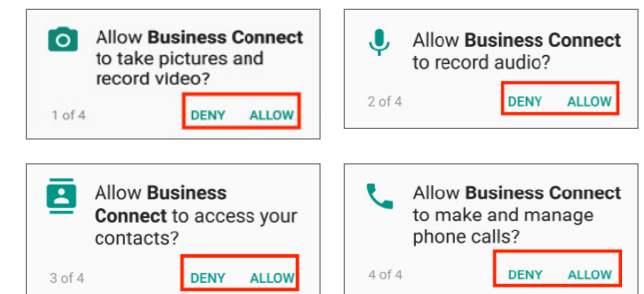 Allow Business Connect
to take pictures and
record video?
1 of 4
DENY ALLOW
Allow Business Connect
to record audio?
2 of 4
DENY ALLOW
Allow Business
Connect to access your
contacts?
3 of 4
DENY ALLOW
Allow Business Connect
to make and manage
phone calls?
4 of 4
DENY ALLOW